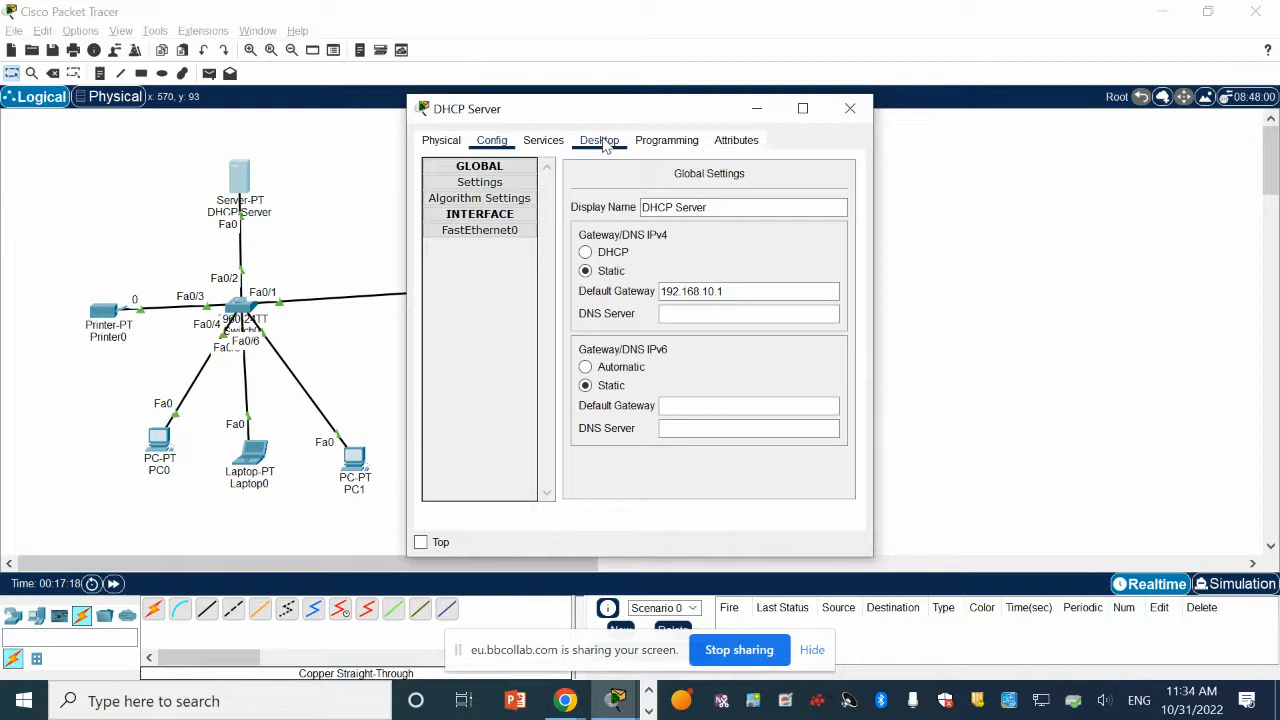 Cisco Packet Tracer
File Edit Options View Tools Extensions Window Help
?
Logical Physical x: 570, y: 93 Root 08:48:00
DHCP Server
Physical Config Services Desktop Programming Attributes
GLOBAL
Settings
Algorithm Settings
INTERFACE
FastEthernet0
Global Settings
Display Name DHCP Server
Gateway/DNS IPv4
DHCP
Static
Default Gateway 192.168.10.1
DNS Server
Gateway/DNS IPv6
Automatic
Static
Default Gateway
DNS Server
Top
Server-PT
DHCP Server
Fa0
Fa0/2
Fa0/1
Fa0/3
0
Printer-PT
Printer0
Fa0/4
Fa0/6
Fa0
Fa0
Fa0
PC-PT
PC0
Laptop-PT
Laptop0
PC-PT
PC1
Time: 00:17:18 Realtime Simulation
Scenario 0
New Delete
Fire Last Status Source Destination Type Color Time(sec) Periodic Num Edit Delete
eu.bbcollab.com is sharing your screen. Stop sharing Hide
Copper Straight-Through
Type here to search
ENG
11:34 AM
10/31/2022